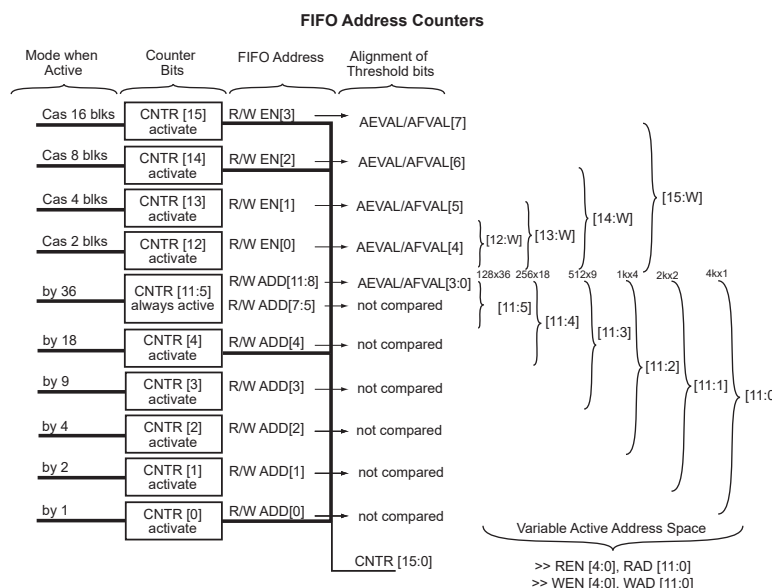 FIFO Address Counters
Mode when Active
Counter Bits
FIFO Address
Alignment of Threshold bits
Cas 16 blks
CNTR [15] activate
R/W EN[3]
AEVAL/AFVAL[7]
Cas 8 blks
CNTR [14] activate
R/W EN[2]
AEVAL/AFVAL[6]
Cas 4 blks
CNTR [13] activate
R/W EN[1]
AEVAL/AFVAL[5]
Cas 2 blks
CNTR [12] activate
R/W EN[0]
AEVAL/AFVAL[4]
[12:W]
[13:W]
[14:W]
[15:W]
by 36
CNTR [11:5] always active
R/W ADD[11:8]
AEVAL/AFVAL[3:0]
R/W ADD[7:5]
not compared
128x36
256x18
512x9
1kx4
2kx2
4kx1
[11:5]
[11:4]
[11:3]
[11:2]
[11:1]
[11:0
by 18
CNTR [4] activate
R/W ADD[4]
not compared
by 9
CNTR [3] activate
R/W ADD[3]
not compared
by 4
CNTR [2] activate
R/W ADD[2]
not compared
by 2
CNTR [1] activate
R/W ADD[1]
not compared
by 1
CNTR [0] activate
R/W ADD[0]
not compared
CNTR [15:0]
Variable Active Address Space
>> REN [4:0], RAD [11:0]
>> WEN [4:0], WAD [11:0]